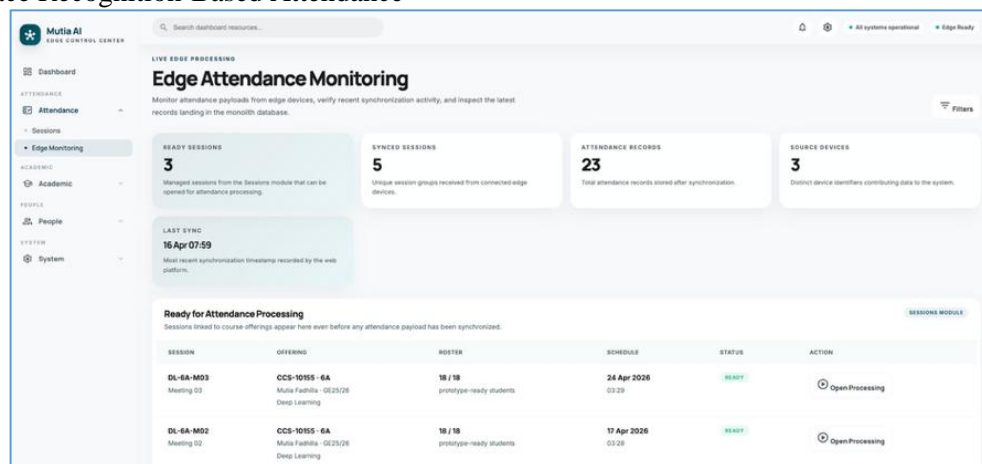 Recognition-Based Attendance
Mutia AI
EDGE CONTROL CENTER
Search dashboard resources...
All systems operational
Edge Ready
Dashboard
ATTENDANCE
Attendance
Sessions
Edge Monitoring
ACADEMIC
Academic
PEOPLE
People
SYSTEM
System
LIVE EDGE PROCESSING
Edge Attendance Monitoring
Monitor attendance payloads from edge devices, verify recent synchronization activity, and inspect the latest
records landing in the monolith database.
Filters
READY SESSIONS
3
Managed sessions from the Sessions module that can be
opened for attendance processing.
SYNCED SESSIONS
5
Unique session groups received from connected edge
devices.
ATTENDANCE RECORDS
23
Total attendance records stored after synchronization.
SOURCE DEVICES
3
Distinct device identifiers contributing data to the system.
LAST SYNC
16 Apr 07:59
Most recent synchronization timestamp recorded by the web
platform.
Ready for Attendance Processing
Sessions linked to course offerings appear here even before any attendance payload has been synchronized.
SESSIONS MODULE
SESSION OFFERING ROSTER SCHEDULE STATUS ACTION
DL-6A-M03 CCS-10155 - 6A 18 / 18 24 Apr 2026 READY Open Processing
Meeting 03 Mutia Fadhilla - GE25/26 prototype-ready students 03:29
Deep Learning
DL-6A-M02 CCS-10155 - 6A 18 / 18 17 Apr 2026 READY Open Processing
Meeting 02 Mutia Fadhilla - GE25/26 prototype-ready students 03:28
Deep Learning